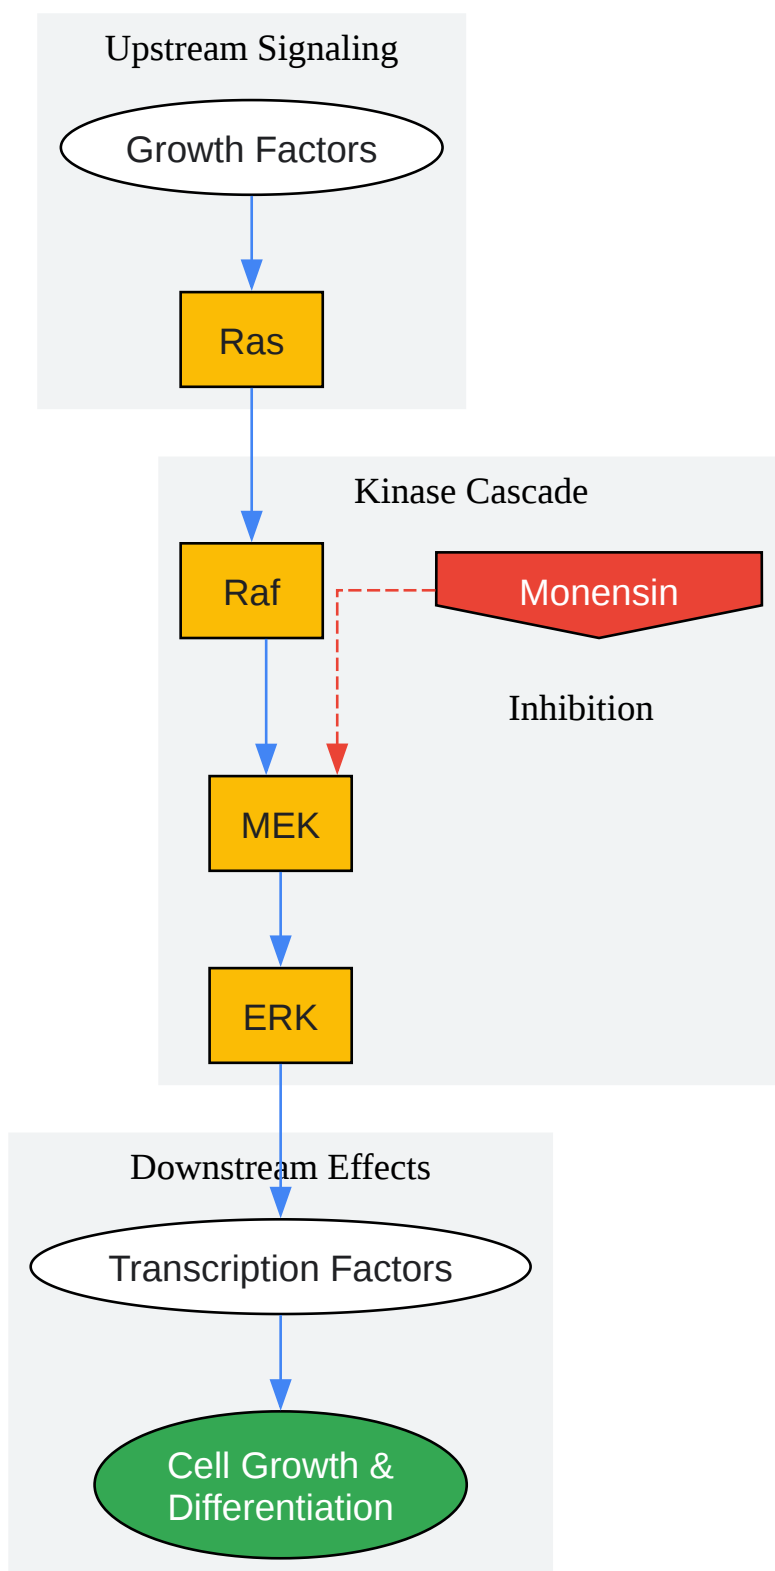 Upstream Signaling
Growth Factors
Ras
Kinase Cascade
Raf
Monensin
Inhibition
MEK
ERK
Downstream Effects
Transcription Factors
Cell Growth &
Differentiation